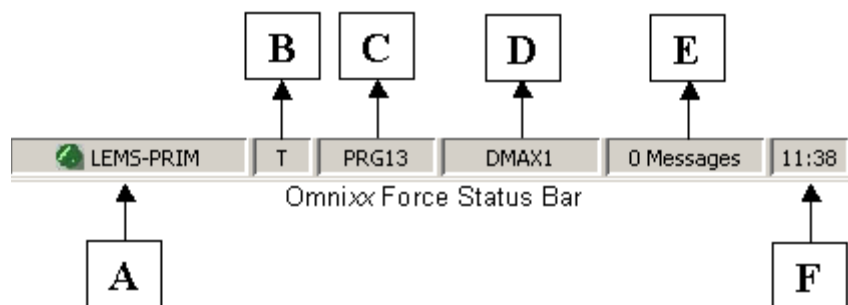 B C D E
LEMS-PRIM T PRG13 DMAX1 0 Messages 11:38
Omnixx Force Status Bar
A F